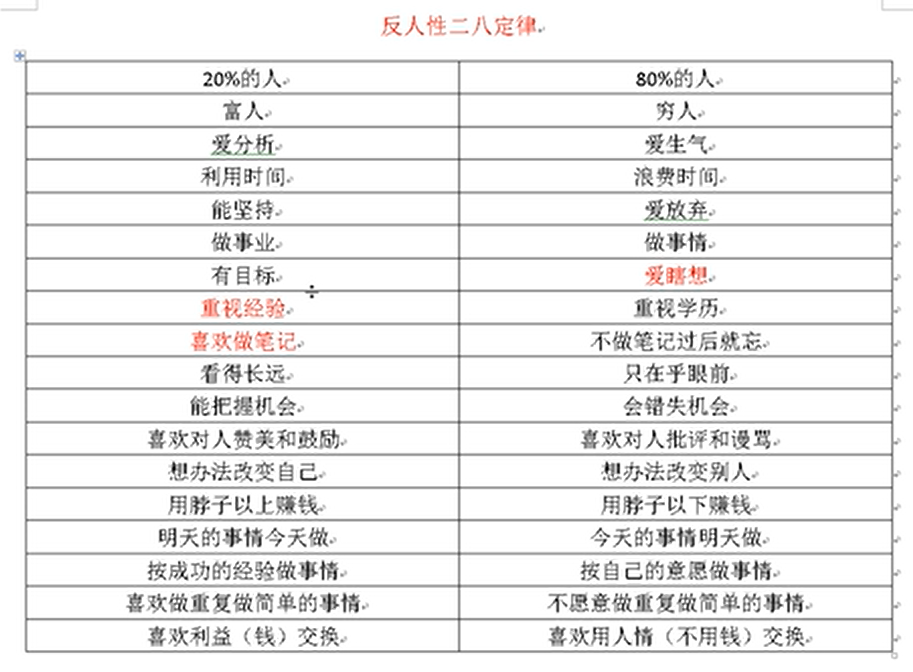 反人性二八定律
20%的人 80%的人
富人 穷人
爱分析 爱生气
利用时间 浪费时间
能坚持 爱放弃
做事业 做事情
有目标 爱瞎想
重视经验 重视学历
喜欢做笔记 不做笔记过后就忘
看得长远 只在乎眼前
能把握机会 会错失机会
喜欢对人赞美和鼓励 喜欢对人批评和谩骂
想办法改变自己 想办法改变别人
用脖子以上赚钱 用脖子以下赚钱
明天的事情今天做 今天的事情明天做
按成功的经验做事情 按自己的意愿做事情
喜欢做重复做简单的事情 不愿意做重复做简单的事情
喜欢利益（钱）交换 喜欢用人情（不用钱）交换